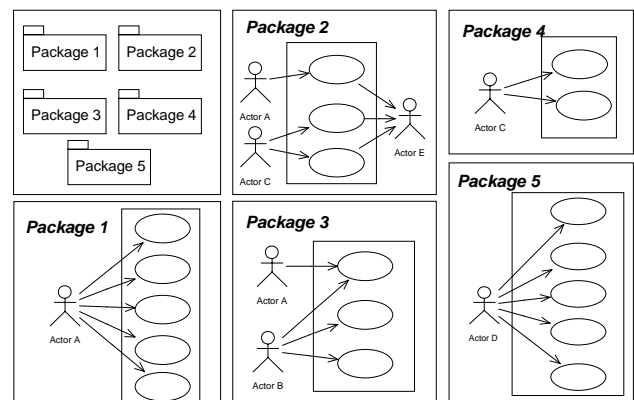 Package 1
Package 2
Package 3
Package 4
Package 5
Package 2
Actor A
Actor C
Actor E
Package 4
Actor C
Package 1
Actor A
Package 3
Actor A
Actor B
Package 5
Actor D